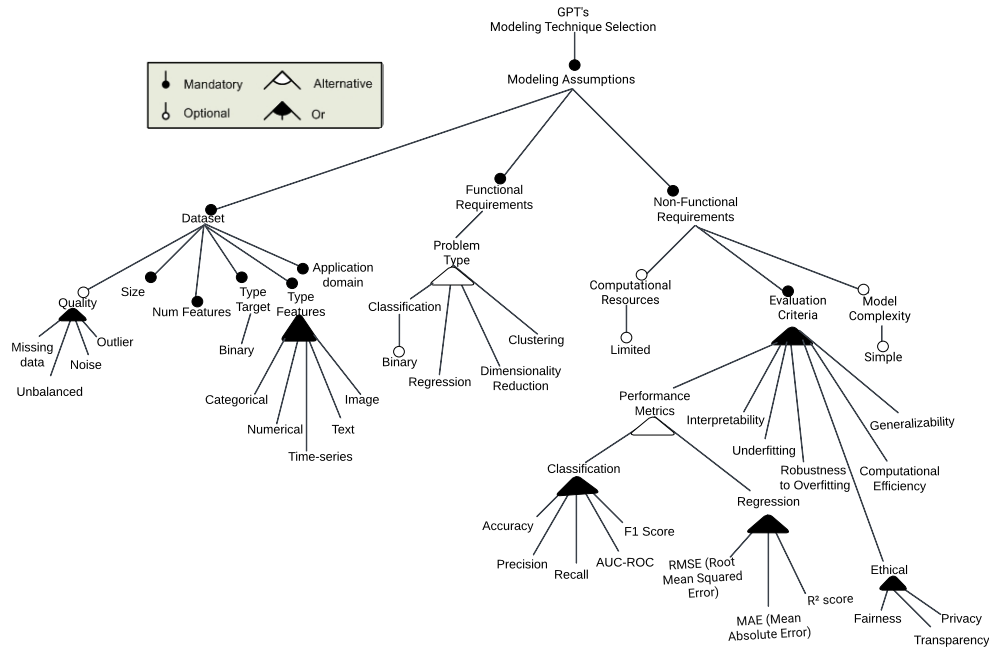 GPT's
Modeling Technique Selection
Modeling Assumptions
Mandatory
Alternative
Optional
Or
Dataset
Functional
Requirements
Non-Functional
Requirements
Quality
Size
Num Features
Type
Target
Type
Features
Application
domain
Missing
data
Unbalanced
Noise
Outlier
Binary
Categorical
Numerical
Time-series
Text
Image
Problem
Type
Classification
Binary
Regression
Dimensionality
Reduction
Clustering
Computational
Resources
Limited
Evaluation
Criteria
Model
Complexity
Simple
Performance
Metrics
Interpretability
Underfitting
Robustness
to Overfitting
Computational
Efficiency
Generalizability
Classification
Accuracy
Precision
Recall
AUC-ROC
F1 Score
Regression
RMSE (Root
Mean Squared
Error)
MAE (Mean
Absolute Error)
R² score
Ethical
Fairness
Transparency
Privacy